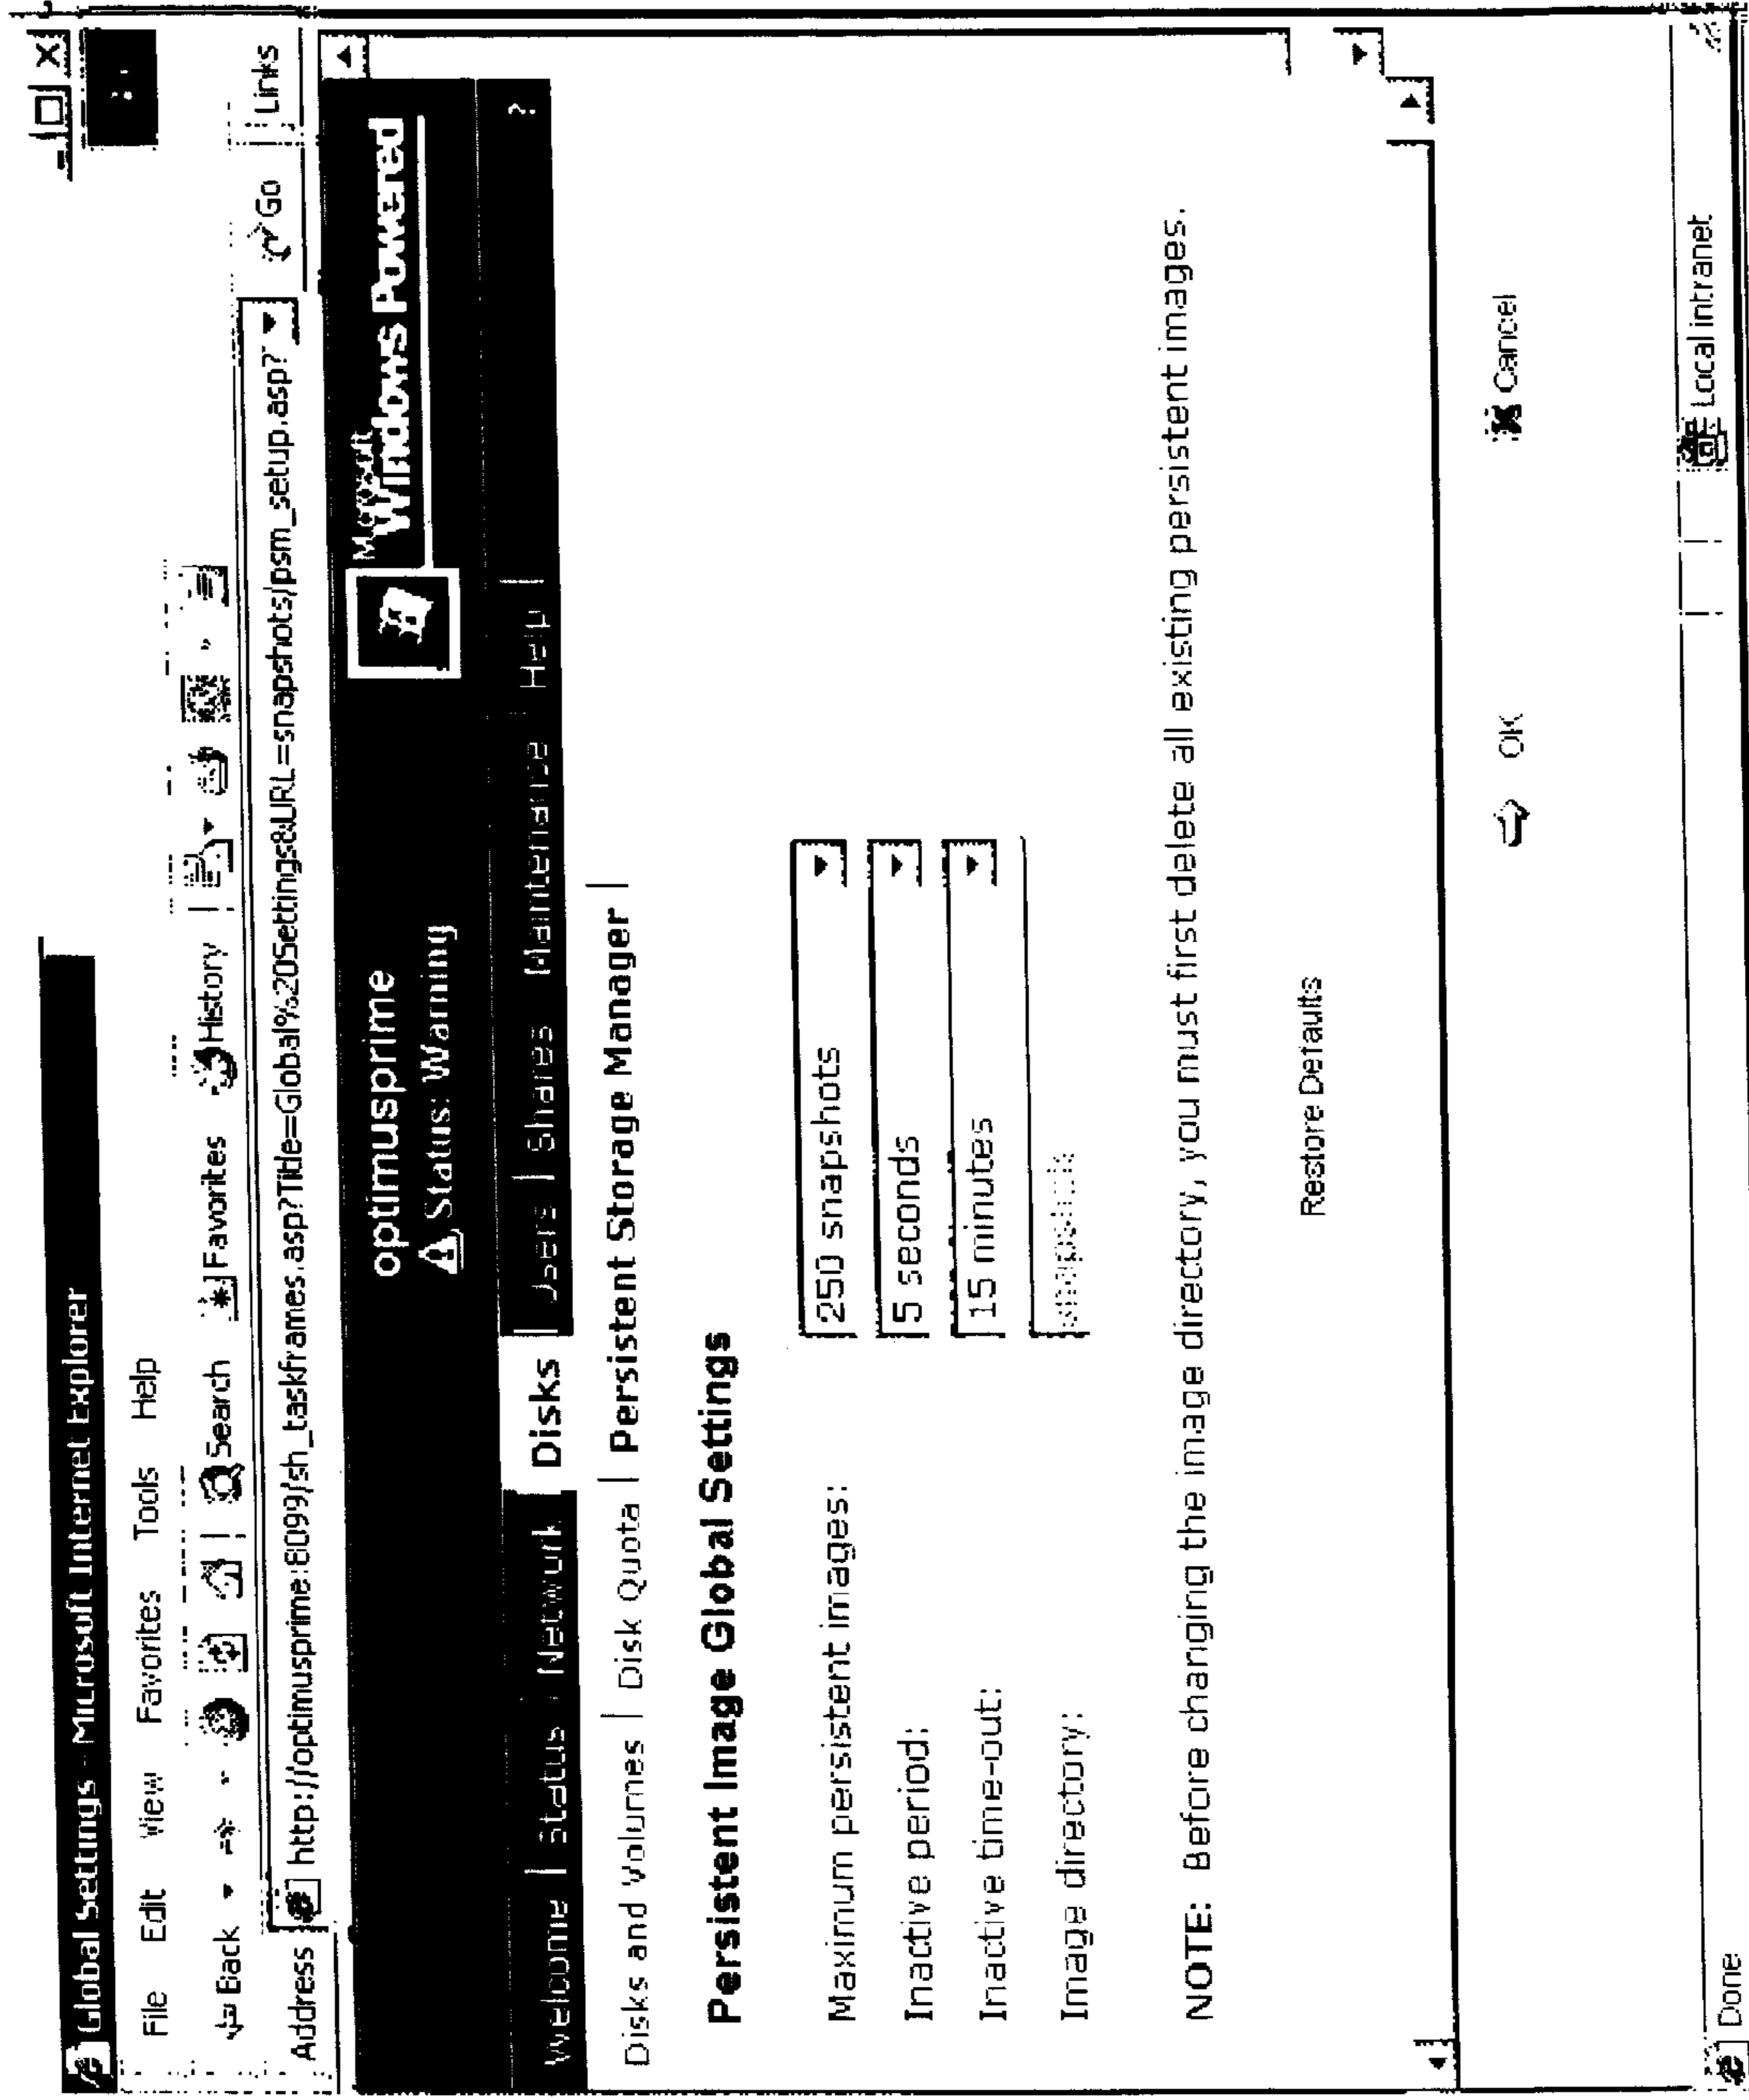 Global Settings - Microsoft Internet Explorer
File Edit View Favorites Tools Help
Back Search Favorites History
Address http://optimusprime:8099/sh_taskframes.asp?Title=Global%20Settings&URL=snapshots/psm_setup.asp? Go Links
optimusprime
Status: Warning
Microsoft
Windows Powered
Welcome | Status | Network | Disks | Users | Shares | Maintenance | Help | ?
Disks and Volumes | Disk Quota | Persistent Storage Manager |
Persistent Image Global Settings
Maximum persistent images: 250 snapshots
Inactive period: 5 seconds
Inactive time-out: 15 minutes
Image directory: snapshots
NOTE: Before changing the image directory, you must first delete all existing persistent images.
Restore Defaults
OK Cancel
Done Local intranet